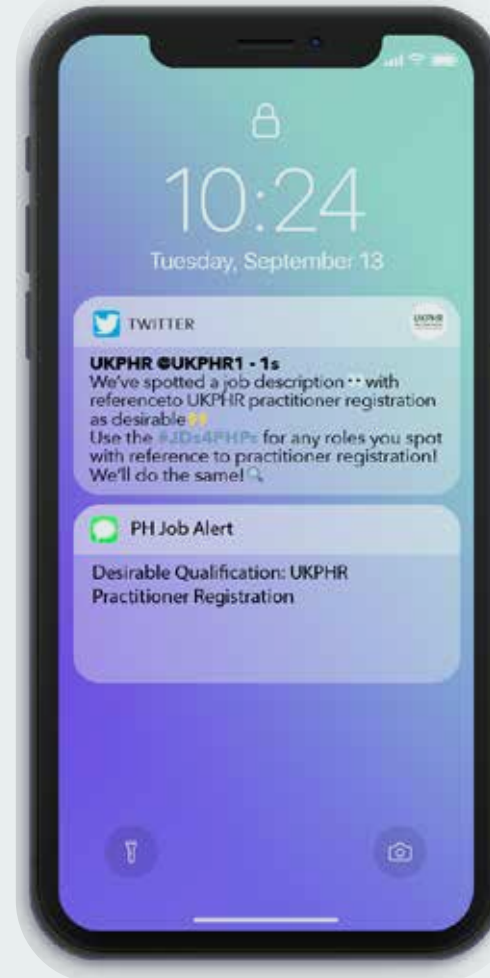 10:24
Tuesday, September 13
TWITTER
UKPHR
UKPHR @UKPHR1 - 1s
We've spotted a job description 👀 with
referenceto UKPHR practitioner registration
as desirable 🙌
Use the #JDs4PHPs for any roles you spot
with reference to practitioner registration!
We'll do the same! 🔍
PH Job Alert
Desirable Qualification: UKPHR
Practitioner Registration